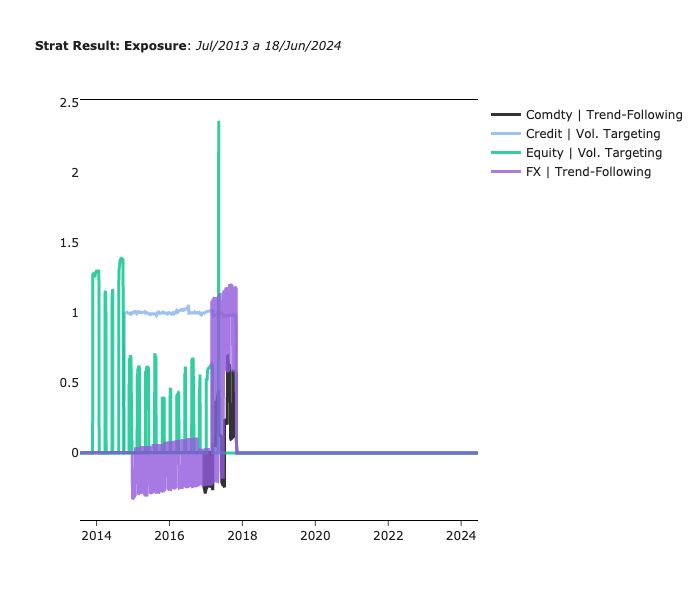 Strat Result: Exposure: Jul/2013 a 18/Jun/2024
2.5
2
1.5
1
0.5
0
2014 2016 2018 2020 2022 2024
Comdty | Trend-Following
Credit | Vol. Targeting
Equity | Vol. Targeting
FX | Trend-Following